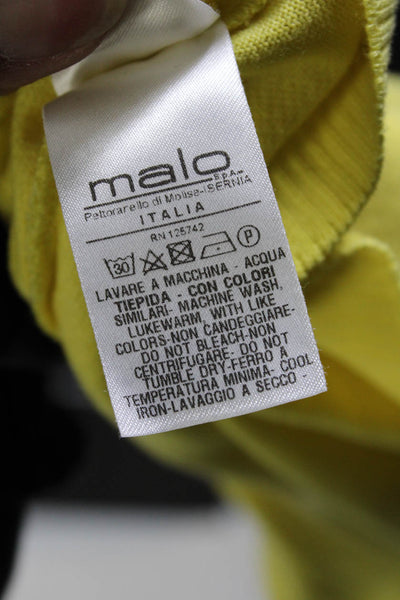 malo
S.p.A.
Pettoranello di Molise-ISERNIA
ITALIA
RN 125742
30 P
LAVARE A MACCHINA - ACQUA
TIEPIDA - CON COLORI
SIMILARI- MACHINE WASH,
LUKEWARM - WITH LIKE
COLORS-NON CANDEGGIARE-
DO NOT BLEACH.NON
CENTRIFUGARE- DO NOT
TUMBLE DRY-FERRO A
TEMPERATURA MINIMA- COOL
IRON-LAVAGGIO A SECCO -